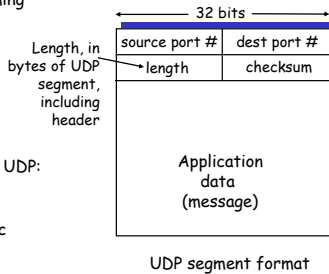 32 bits
source port #
dest port #
Length, in
bytes of UDP
segment,
including
header
length
checksum
UDP:
Application
data
(message)
c
UDP segment format